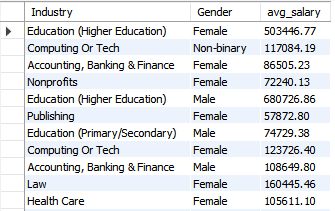 Industry Gender avg_salary
Education (Higher Education) Female 503446.77
Computing Or Tech Non-binary 117084.19
Accounting, Banking & Finance Female 86505.23
Nonprofits Female 72240.13
Education (Higher Education) Male 680726.86
Publishing Female 57872.80
Education (Primary/Secondary) Male 74729.38
Computing Or Tech Female 123726.40
Accounting, Banking & Finance Male 108649.80
Law Female 160445.46
Health Care Female 105611.10